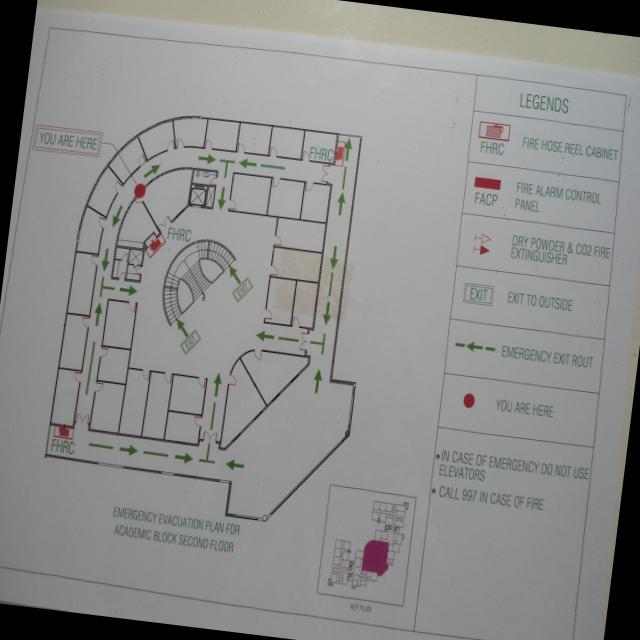 YOU ARE HERE
FHRC
FHRC
EXIT
EXIT
FHRC
EMERGENCY EVACUATION PLAN FOR
ACADEMIC BLOCK SECOND FLOOR
KEY PLAN
LEGENDS
FHRC
FIRE HOSE REEL CABINET
FACP
FIRE ALARM CONTROL
PANEL
DRY POWDER & CO2 FIRE
EXTINGUISHER
EXIT
EXIT TO OUTSIDE
EMERGENCY EXIT ROUT
YOU ARE HERE
IN CASE OF EMERGENCY DO NOT USE
ELEVATORS
CALL 997 IN CASE OF FIRE